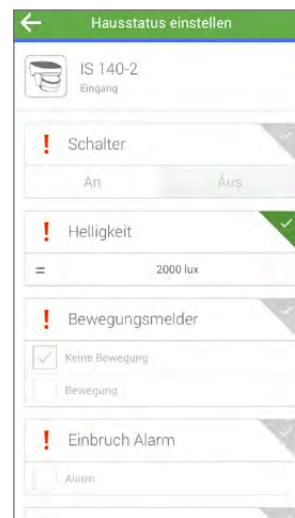 Hausstatus einstellen
IS 140-2
Eingang
! Schalter
An Aus
! Helligkeit
= 2000 lux
! Bewegungsmelder
Keine Bewegung
Bewegung
! Einbruch Alarm
Alarm